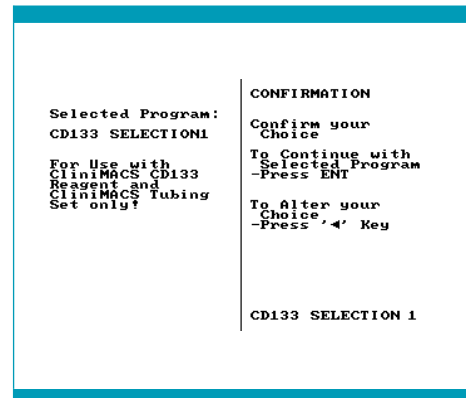 Selected Program:
CD133 SELECTION1
For Use with
CliniMACS CD133
Reagent and
CliniMACS Tubing
Set only!
CONFIRMATION
Confirm your
Choice
To Continue with
Selected Program
-Press ENT
To Alter your
Choice
-Press '◄' Key
CD133 SELECTION 1